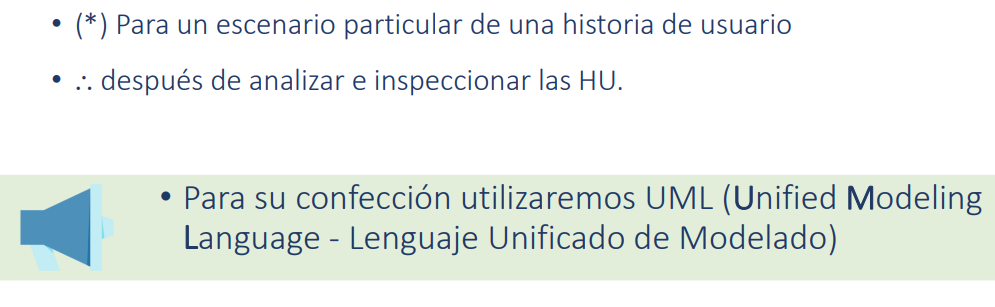 • (*) Para un escenario particular de una historia de usuario
• ∴ después de analizar e inspeccionar las HU.
• Para su confección utilizaremos UML (Unified Modeling
Language - Lenguaje Unificado de Modelado)